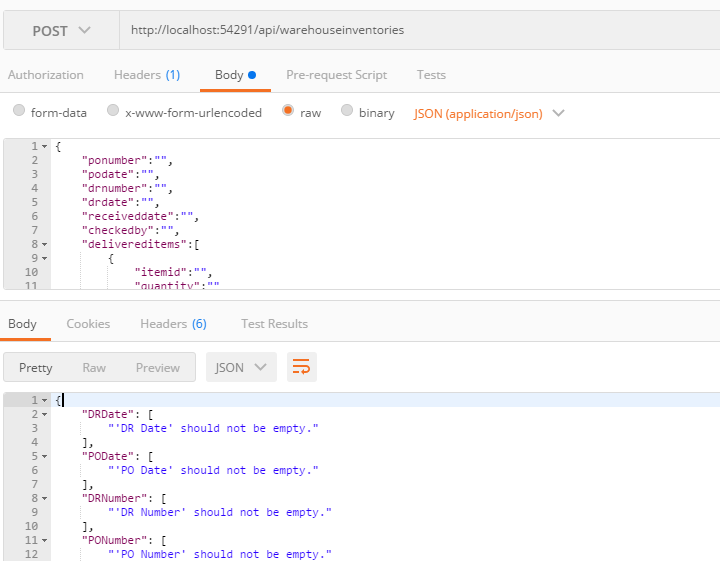 POST http://localhost:54291/api/warehouseinventories
Authorization Headers (1) Body Pre-request Script Tests
form-data x-www-form-urlencoded raw binary JSON (application/json)
1 {
2 "ponumber":"",
3 "podate":"",
4 "drnumber":"",
5 "drdate":"",
6 "receiveddate":"",
7 "checkedby":"",
8 "delivereditems":[
9 {
10 "itemid":"",
11 "quantity":""
Body Cookies Headers (6) Test Results
Pretty Raw Preview JSON
1 {
2 "DRDate": [
3 "'DR Date' should not be empty."
4 ],
5 "PODate": [
6 "'PO Date' should not be empty."
7 ],
8 "DRNumber": [
9 "'DR Number' should not be empty."
10 ],
11 "PONumber": [
12 "'PO Number' should not be empty."